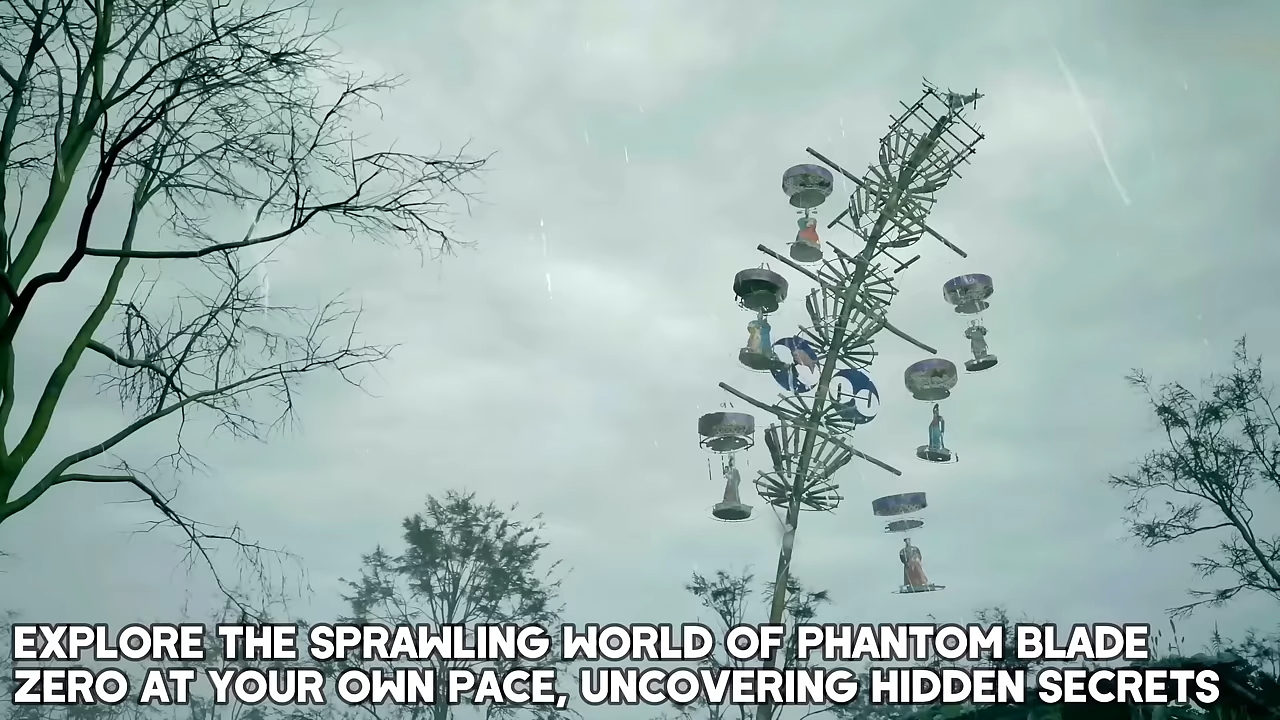 EXPLORE THE SPRAWLING WORLD OF PHANTOM BLADE
ZERO AT YOUR OWN PACE, UNCOVERING HIDDEN SECRETS